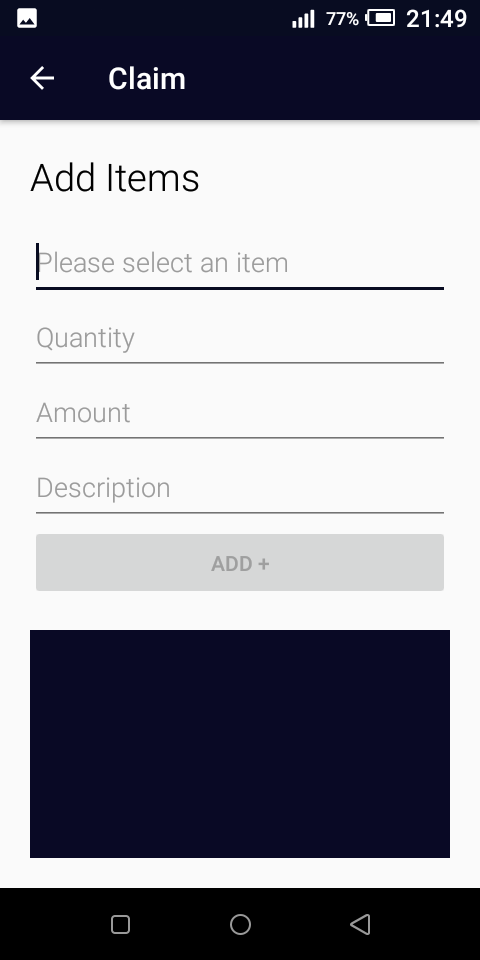 77% 21:49
Claim
Add Items
Please select an item
Quantity
Amount
Description
ADD +